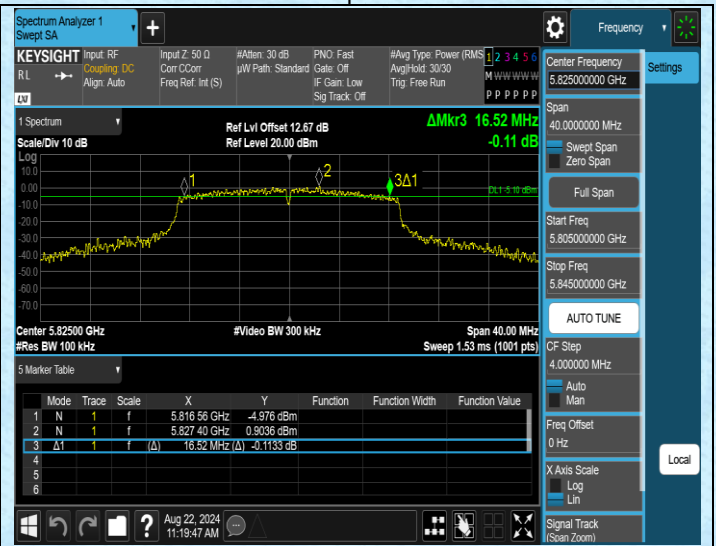 Spectrum Analyzer 1
Swept SA
Frequency
KEYSIGHT
RL
LXI
Input: RF
Coupling: DC
Align: Auto
Input Z: 50 Ω
Corr CCorr
Freq Ref: Int (S)
#Atten: 30 dB
µW Path: Standard
PNO: Fast
Gate: Off
IF Gain: Low
Sig Track: Off
#Avg Type: Power (RMS
Avg|Hold: 30/30
Trig: Free Run
1 2 3 4 5 6
M W W W W W
P P P P P P
1 Spectrum
Scale/Div 10 dB
Ref Lvl Offset 12.67 dB
Ref Level 20.00 dBm
ΔMkr3 16.52 MHz
-0.11 dB
Log
10.0
0.00
-10.0
-20.0
-30.0
-40.0
-50.0
-60.0
-70.0
1
2
3Δ1
DL1 -5.10 dBm
Center 5.82500 GHz
#Res BW 100 kHz
#Video BW 300 kHz
Span 40.00 MHz
Sweep 1.53 ms (1001 pts)
5 Marker Table
Mode Trace Scale X Y Function Function Width Function Value
1 N 1 f 5.816 56 GHz -4.976 dBm
2 N 1 f 5.827 40 GHz 0.9036 dBm
3 Δ1 1 f (Δ) 16.52 MHz (Δ) -0.1133 dB
4
5
6
Aug 22, 2024
11:19:47 AM
Center Frequency
5.825000000 GHz
Span
40.0000000 MHz
Swept Span
Zero Span
Full Span
Start Freq
5.805000000 GHz
Stop Freq
5.845000000 GHz
AUTO TUNE
CF Step
4.000000 MHz
Auto
Man
Freq Offset
0 Hz
X Axis Scale
Log
Lin
Signal Track
(Span Zoom)
Settings
Local